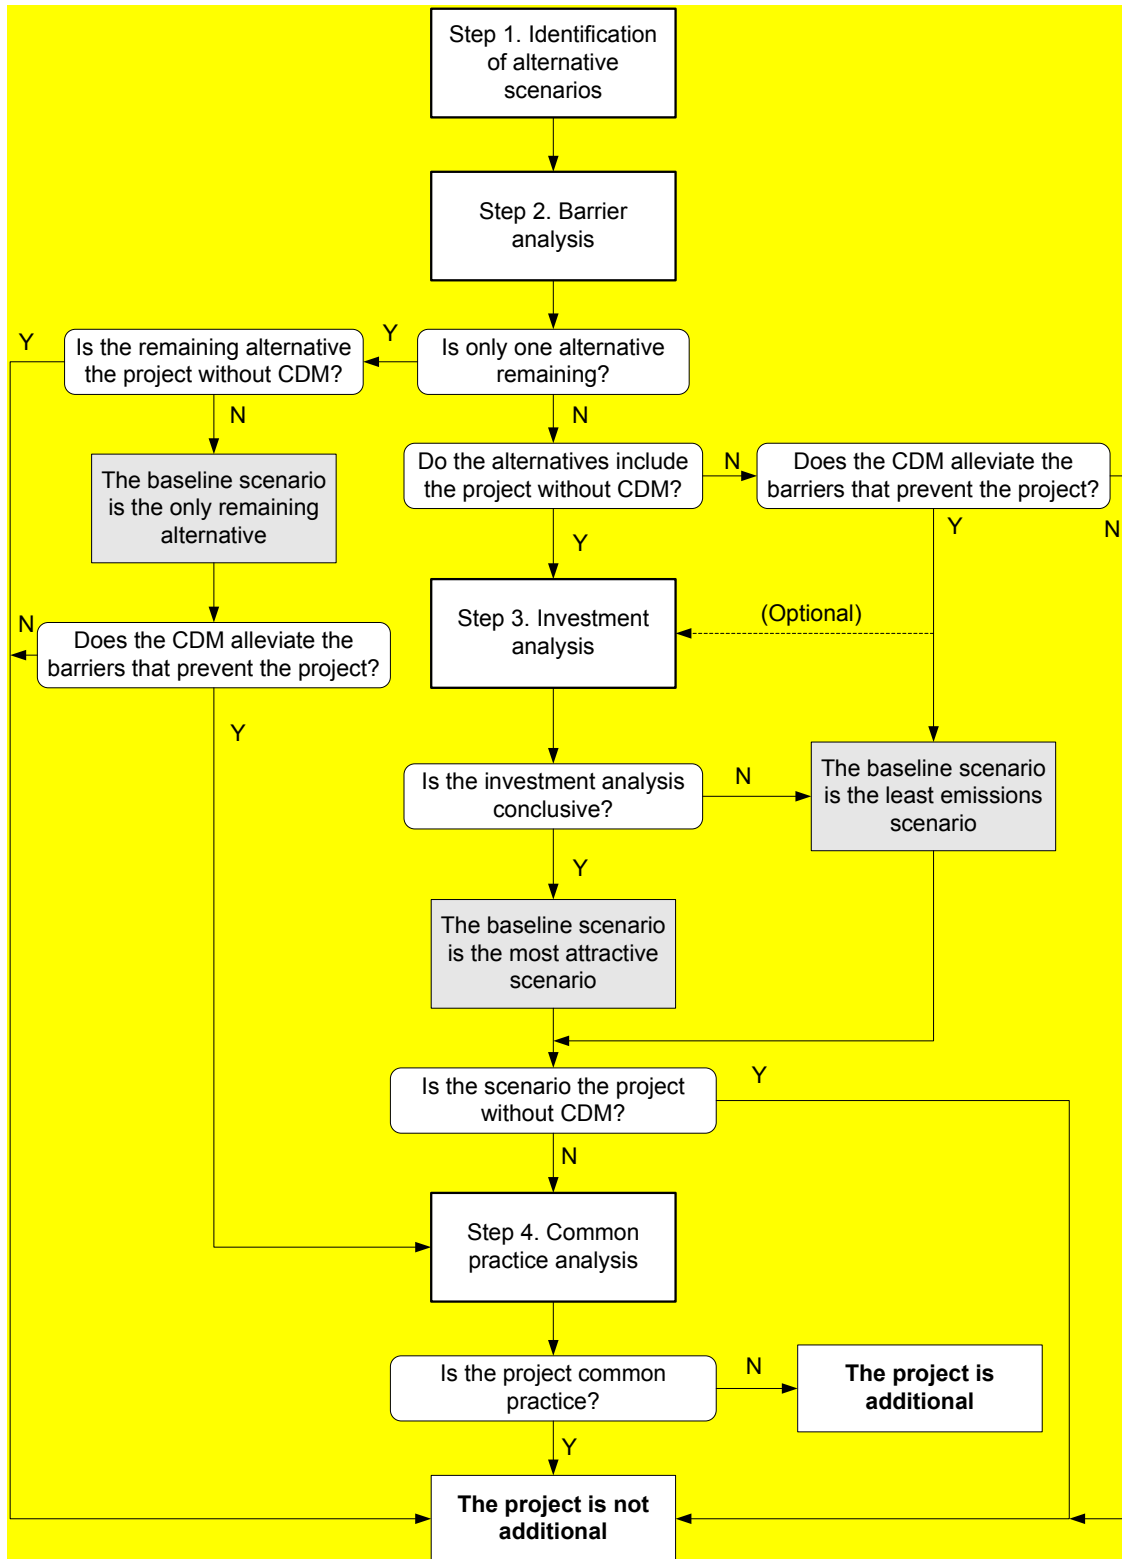 Step 1. Identification
of alternative
scenarios
Step 2. Barrier
analysis
Y
Is the remaining alternative
the project without CDM?
Y
Is only one alternative
remaining?
N
N
The baseline scenario
is the only remaining
alternative
Do the alternatives include
the project without CDM?
N
Does the CDM alleviate the
barriers that prevent the project?
Y
N
Y
N
Does the CDM alleviate the
barriers that prevent the project?
Step 3. Investment
analysis
(Optional)
Y
Is the investment analysis
conclusive?
N
The baseline scenario
is the least emissions
scenario
Y
The baseline scenario
is the most attractive
scenario
Is the scenario the project
without CDM?
Y
N
Step 4. Common
practice analysis
Is the project common
practice?
N
The project is
additional
Y
The project is not
additional